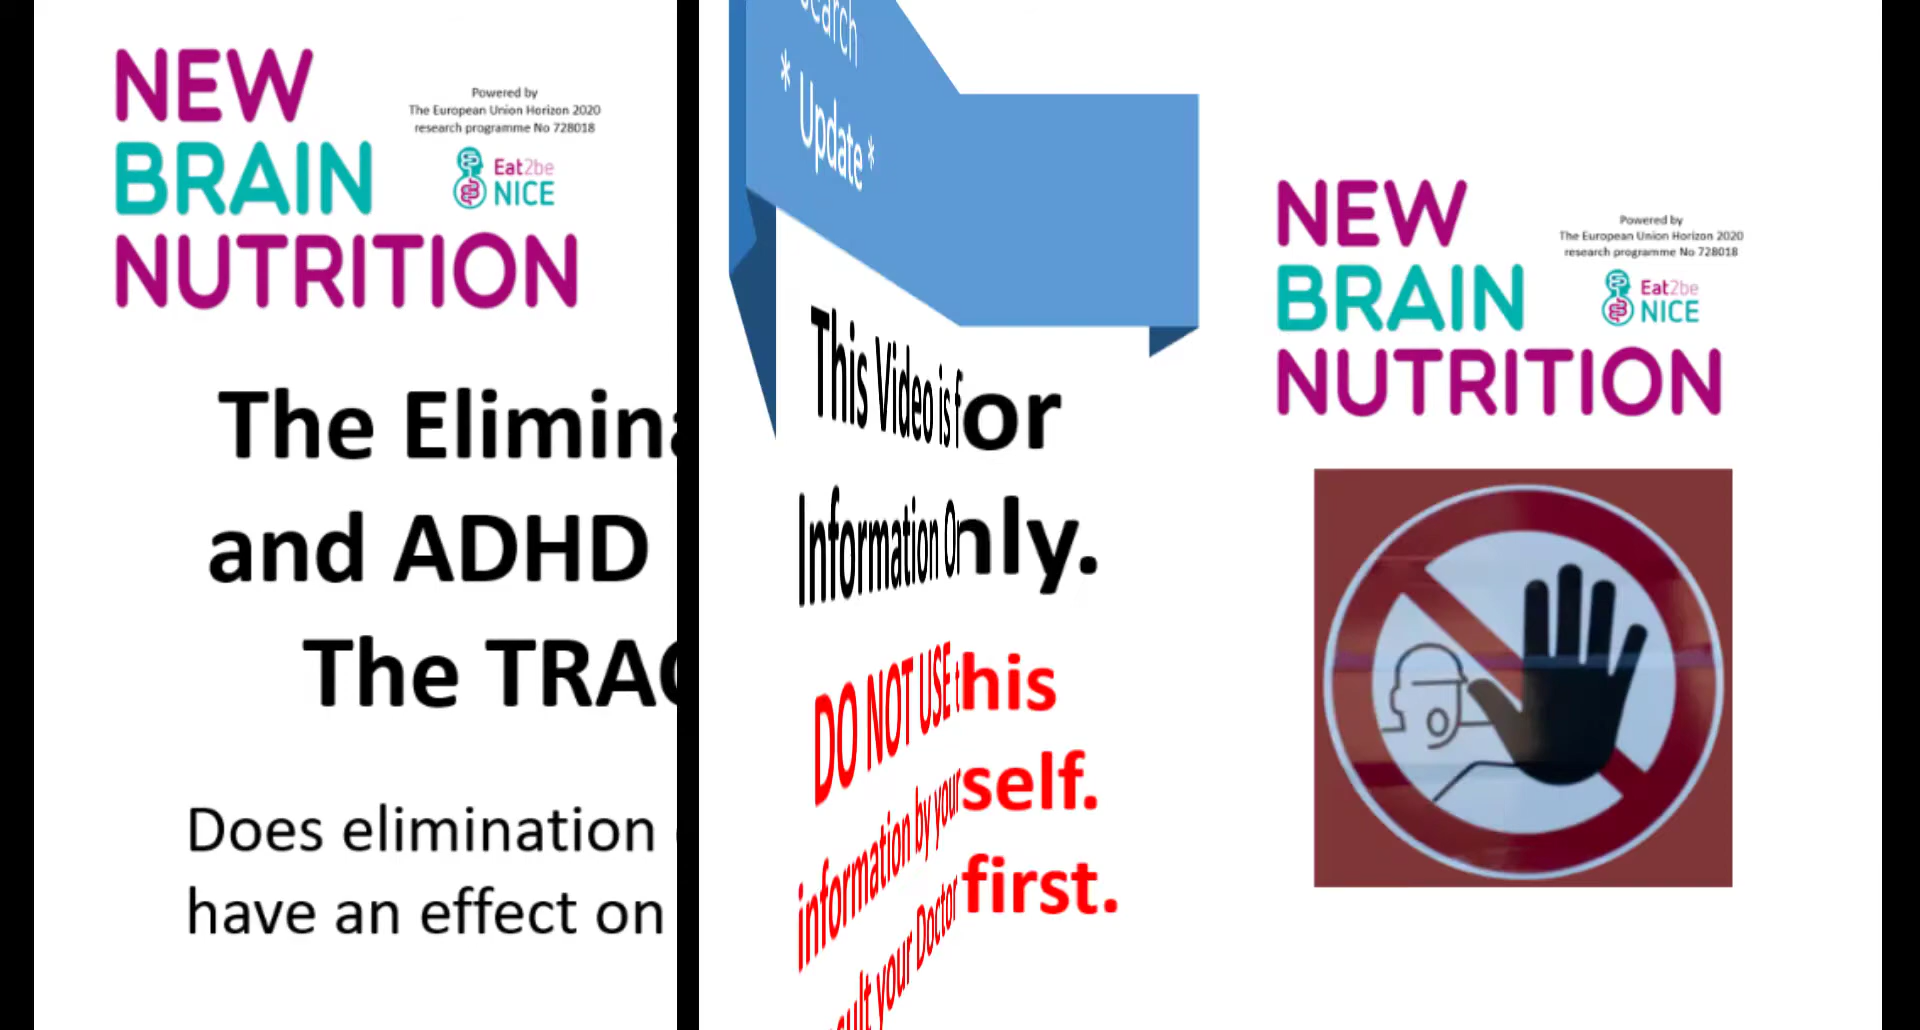 NEW
BRAIN
NUTRITION
Powered by
The European Union Horizon 2020
research programme No 728018
Eat2be
NICE
The
and ADHD
The
Does elimination
have an effect on
* Update *
This Video is for
Information Only.
DO NOT USE this
information by yourself.
your Doctor first.
NEW
BRAIN
NUTRITION
Powered by
The European Union Horizon 2020
research programme No 728018
Eat2be
NICE